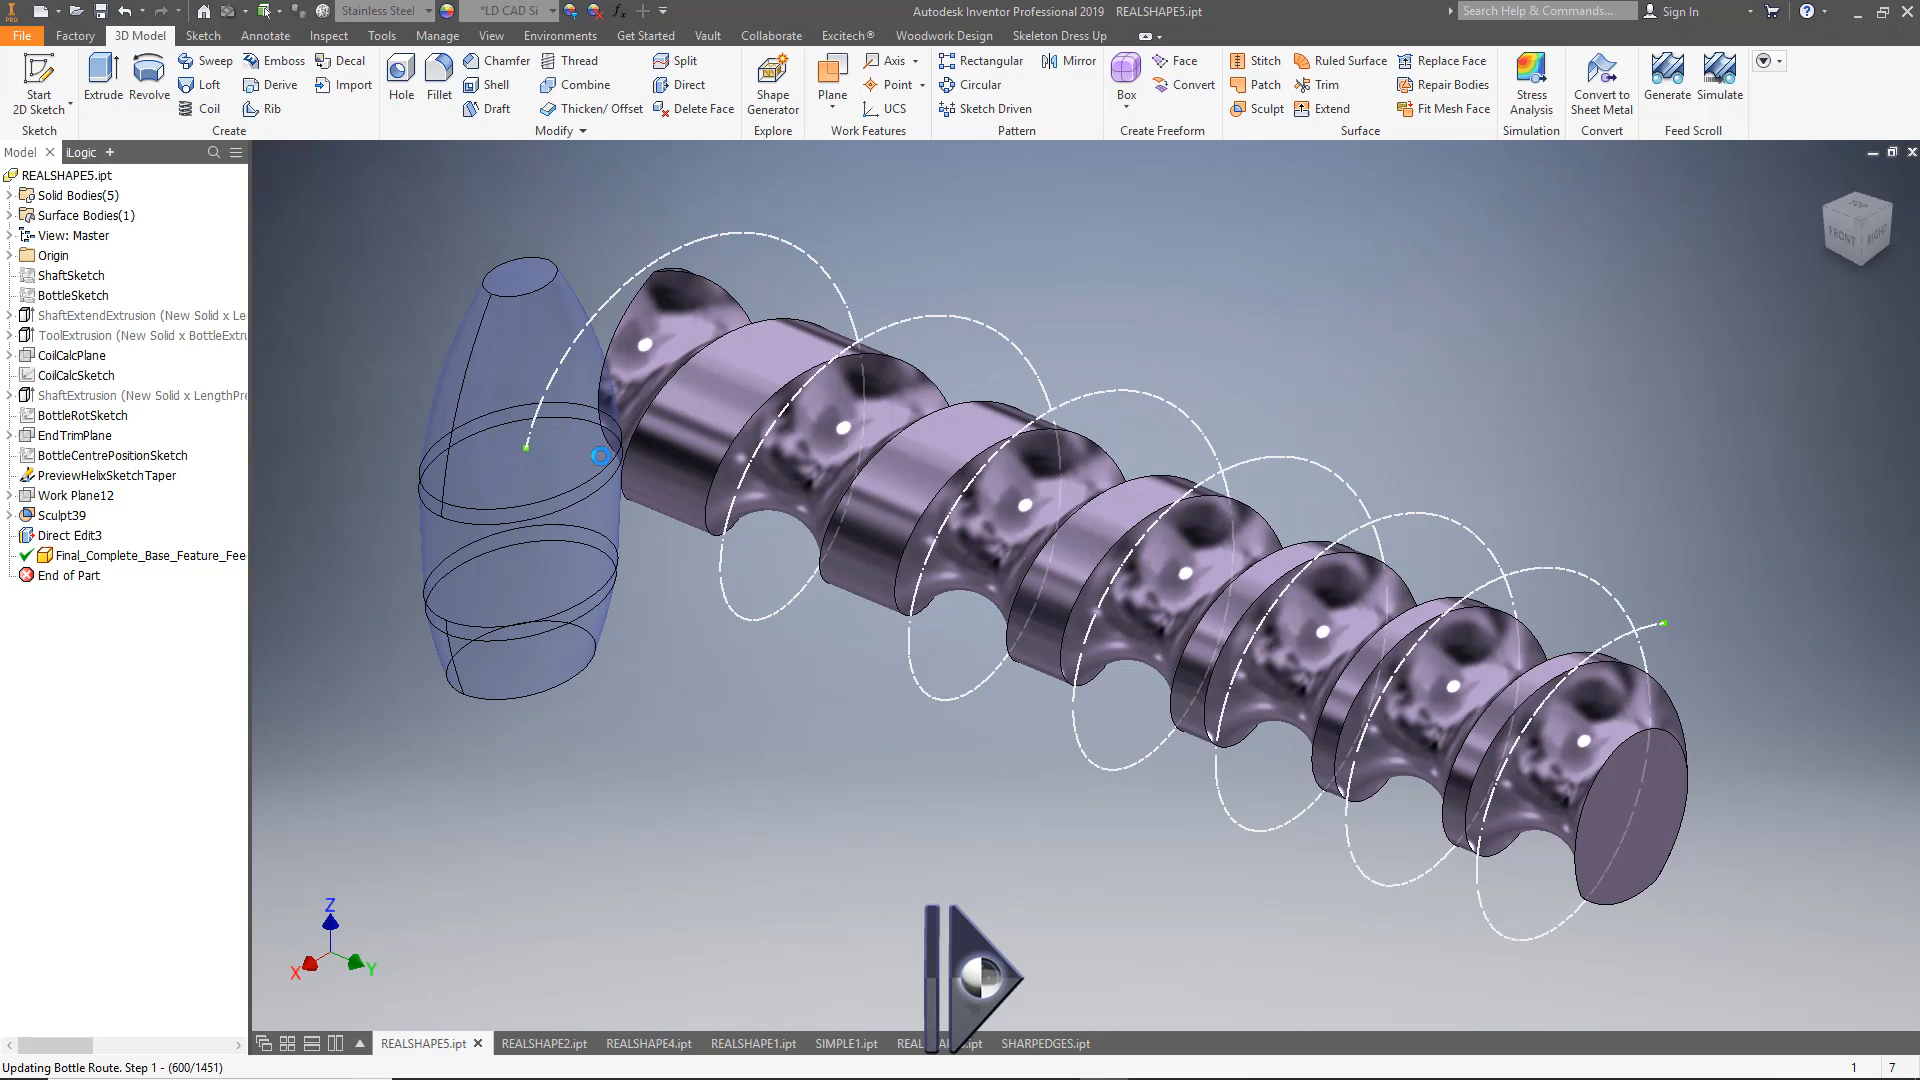 Stainless Steel
*LD CAD Si
fx
Autodesk Inventor Professional 2019 REALSHAPE5.ipt
Search Help & Commands...
Sign In
PRO
File Factory 3D Model Sketch Annotate Inspect Tools Manage View Environments Get Started Vault Collaborate Excitech® Woodwork Design Skeleton Dress Up
Start
2D Sketch
Sketch
Extrude
Revolve
Sweep
Loft
Coil
Emboss
Derive
Rib
Decal
Import
Create
Hole
Fillet
Chamfer
Shell
Draft
Thread
Combine
Thicken/ Offset
Split
Direct
Delete Face
Modify
Shape
Generator
Explore
Plane
Axis
Point
UCS
Work Features
Rectangular
Circular
Sketch Driven
Mirror
Pattern
Box
Face
Convert
Create Freeform
Stitch
Patch
Sculpt
Ruled Surface
Trim
Extend
Replace Face
Repair Bodies
Fit Mesh Face
Surface
Stress
Analysis
Simulation
Convert to
Sheet Metal
Convert
Generate
Simulate
Feed Scroll
Model
iLogic
REALSHAPE5.ipt
Solid Bodies(5)
Surface Bodies(1)
View: Master
Origin
ShaftSketch
BottleSketch
ShaftExtendExtrusion (New Solid x Le
ToolExtrusion (New Solid x BottleExtru
CoilCalcPlane
CoilCalcSketch
ShaftExtrusion (New Solid x LengthPre
BottleRotSketch
EndTrimPlane
BottleCentrePositionSketch
PreviewHelixSketchTaper
Work Plane12
Sculpt39
Direct Edit3
Final_Complete_Base_Feature_Fee
End of Part
TOP
FRONT
RIGHT
Z
X
Y
REALSHAPE5.ipt REALSHAPE2.ipt REALSHAPE4.ipt REALSHAPE1.ipt SIMPLE1.ipt SHARPEDGES.ipt
Updating Bottle Route. Step 1 - (600/1451)
1
7